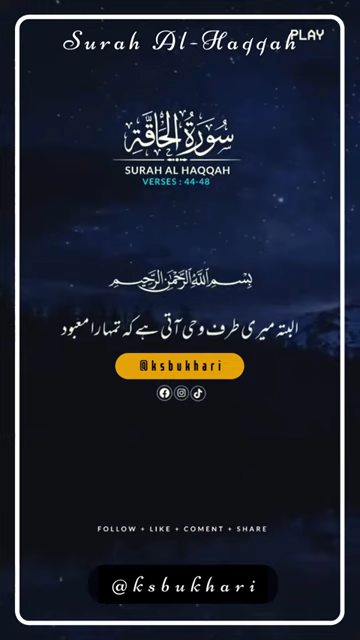 Surah Al-Haqqah
PLAY
سُورَةُ الْحَاقَّةِ
SURAH AL HAQQAH
VERSES : 44-48
بِسْمِ اللَّهِ الرَّحْمَٰنِ الرَّحِيمِ
البتہ میری طرف وحی آتی ہے کہ تمہارا معبود
@ksbukhari
FOLLOW + LIKE + COMENT + SHARE
@ksbukhari